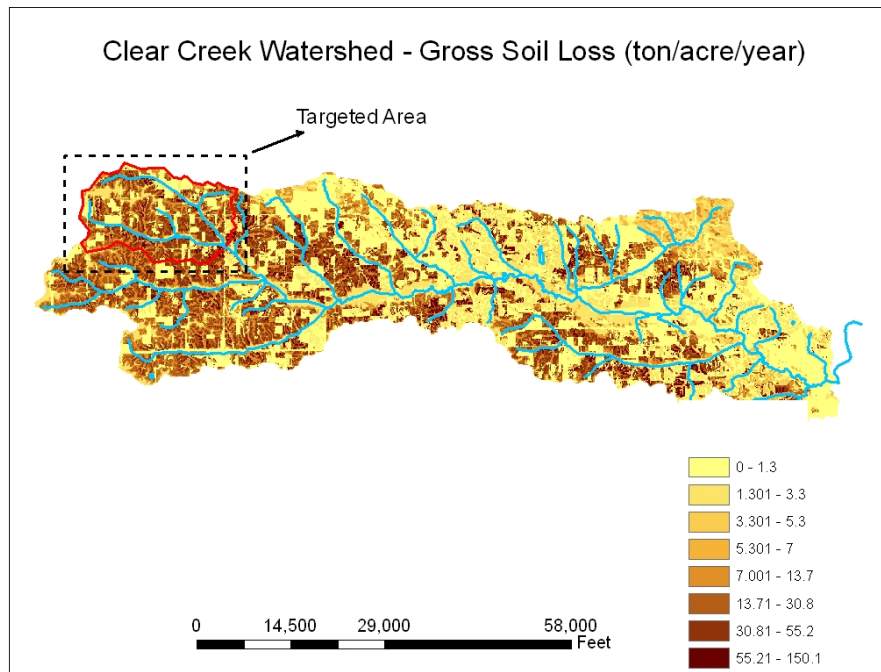 Clear Creek Watershed - Gross Soil Loss (ton/acre/year)
Targeted Area
0 - 1.3
1.301 - 3.3
3.301 - 5.3
5.301 - 7
7.001 - 13.7
13.71 - 30.8
30.81 - 55.2
55.21 - 150.1
0 14,500 29,000 58,000
Feet